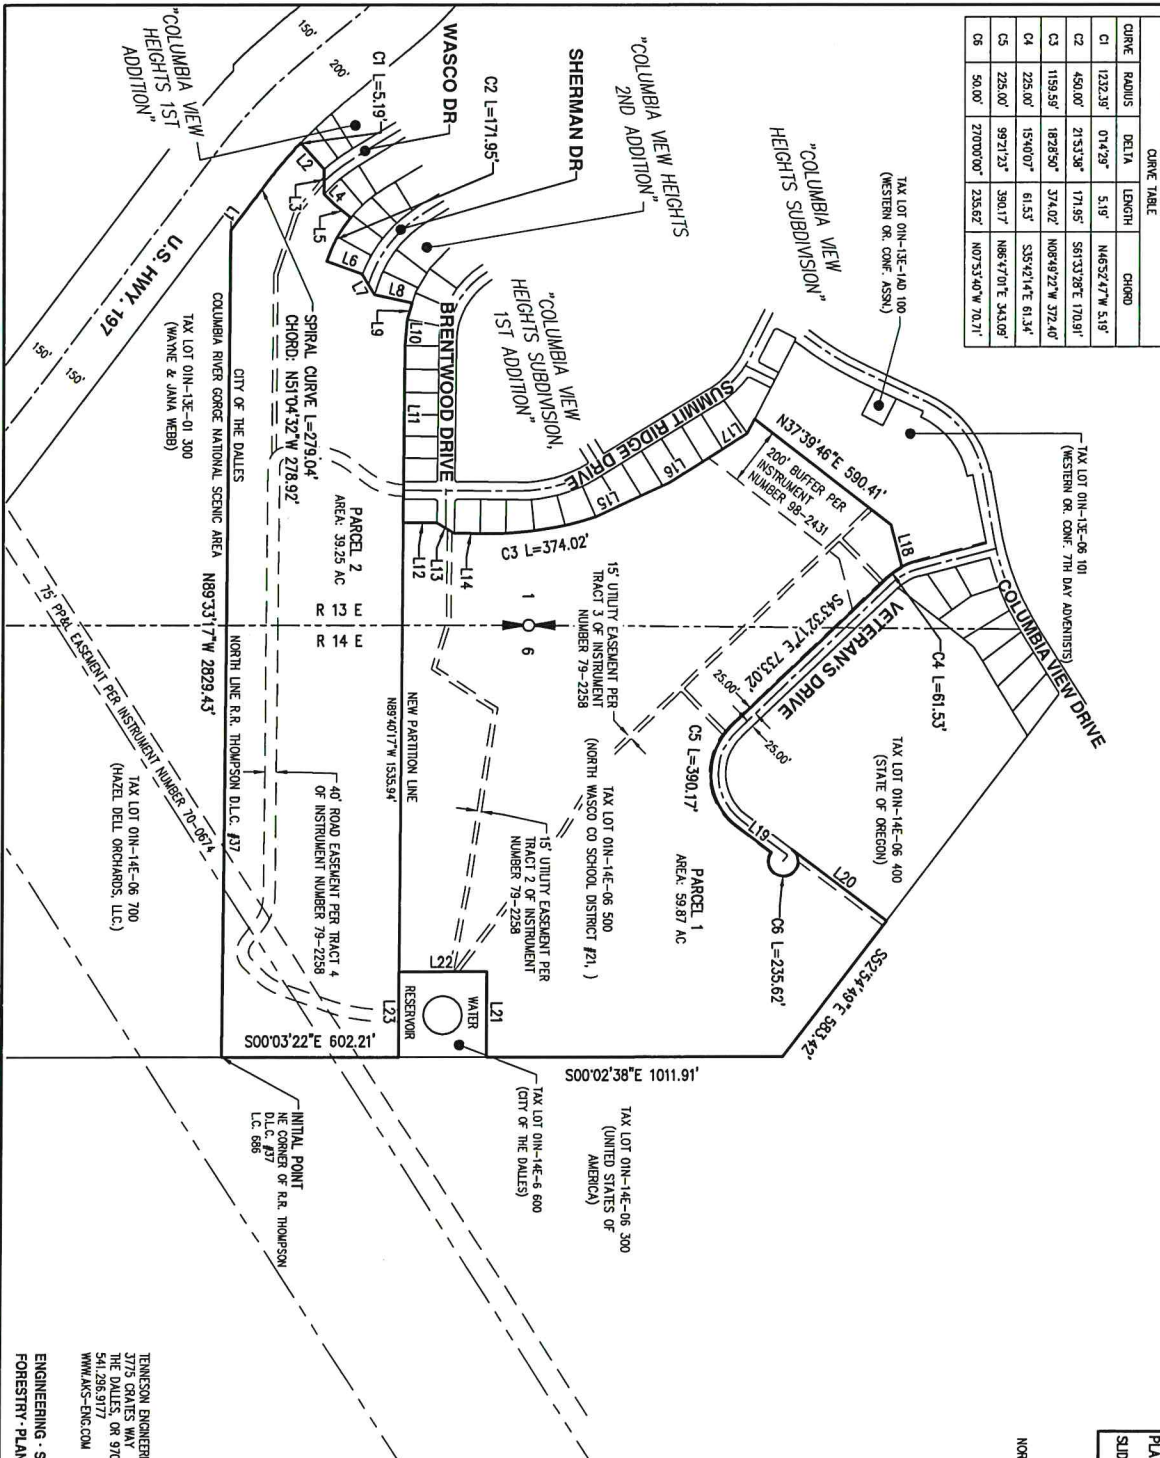 CURVE TABLE
CURVE RADIUS DELTA LENGTH CHORD
C1 1232.39' 0°14'29" 5.19' N46°52'47"W 5.19'
C2 450.00' 21°53'38" 171.95' S61°33'28"E 170.91'
C3 1159.59' 18°28'50" 374.02' N08°49'22"W 372.40'
C4 225.00' 15°40'07" 61.53' S35°42'14"E 61.34'
C5 225.00' 99°21'23" 390.17' N86°47'01"E 343.09'
C6 50.00' 270°00'00" 235.62' N07°53'40"W 70.71'
TAX LOT 01N-13E-1AD 100
(WESTERN OR. CONF. ASSN.)
TAX LOT 01N-13E-06 101
(WESTERN OR. CONF. 7TH DAY ADVENTISTS)
"COLUMBIA VIEW
HEIGHTS SUBDIVISION"
"COLUMBIA VIEW HEIGHTS
2ND ADDITION"
"COLUMBIA VIEW
HEIGHTS SUBDIVISION,
1ST ADDITION"
"COLUMBIA VIEW
HEIGHTS 1ST
ADDITION"
SHERMAN DR
WASCO DR
C2 L=171.95'
C1 L=5.19'
150'
200'
L1
L2
L3
L4
L5
L6
L7
L8
L9
L10
L11
L12
L13
L14
L15
L16
L17
L18
L19
L20
L21
L22
L23
BRENTWOOD DRIVE
SUMMIT RIDGE DRIVE
COLUMBIA VIEW DRIVE
VETERAN'S DRIVE
U.S. HWY. 197
150'
150'
SPIRAL CURVE L=279.04'
CHORD: N51°04'32"W 278.92'
N37°39'46"E 590.41'
200' BUFFER PER
INSTRUMENT
NUMBER 98-2431
C3 L=374.02'
S43°32'17"E 733.02'
25.00'
25.00'
C4 L=61.53'
C5 L=390.17'
C6 L=235.62'
TAX LOT 01N-14E-06 400
(STATE OF OREGON)
S52°54'49"E 583.42'
PARCEL 1
AREA: 59.87 AC
15' UTILITY EASEMENT PER
TRACT 3 OF INSTRUMENT
NUMBER 79-2258
TAX LOT 01N-14E-06 500
(NORTH WASCO CO SCHOOL DISTRICT #21, )
15' UTILITY EASEMENT PER
TRACT 2 OF INSTRUMENT
NUMBER 79-2258
1
6
R 13 E
R 14 E
PARCEL 2
AREA: 39.25 AC
NEW PARTITION LINE
N89°40'17"W 1535.94'
40' ROAD EASEMENT PER TRACT 4
OF INSTRUMENT NUMBER 79-2258
CITY OF THE DALLES
COLUMBIA RIVER GORGE NATIONAL SCENIC AREA
N89°33'17"W 2829.43'
NORTH LINE R.R. THOMPSON D.L.C. #37
75' PP&L EASEMENT PER INSTRUMENT NUMBER 70-0674
TAX LOT 01N-13E-01 300
(WAYNE & JANA WEBB)
TAX LOT 01N-14E-06 700
(HAZEL DELL ORCHARDS, LLC.)
WATER
RESERVOIR
S00°03'22"E 602.21'
S00°02'38"E 1011.91'
TAX LOT 01N-14E-6 600
(CITY OF THE DALLES)
TAX LOT 01N-14E-06 300
(UNITED STATES OF
AMERICA)
INITIAL POINT
NE CORNER OF R.R. THOMPSON
D.L.C. #37
L.C. 686
PLA
SLID
NOR
TENNESON ENGINEERI
3775 CRATES WAY
THE DALLES, OR 970
541.296.9177
WWW.AKS-ENG.COM
ENGINEERING · S
FORESTRY · PLAN